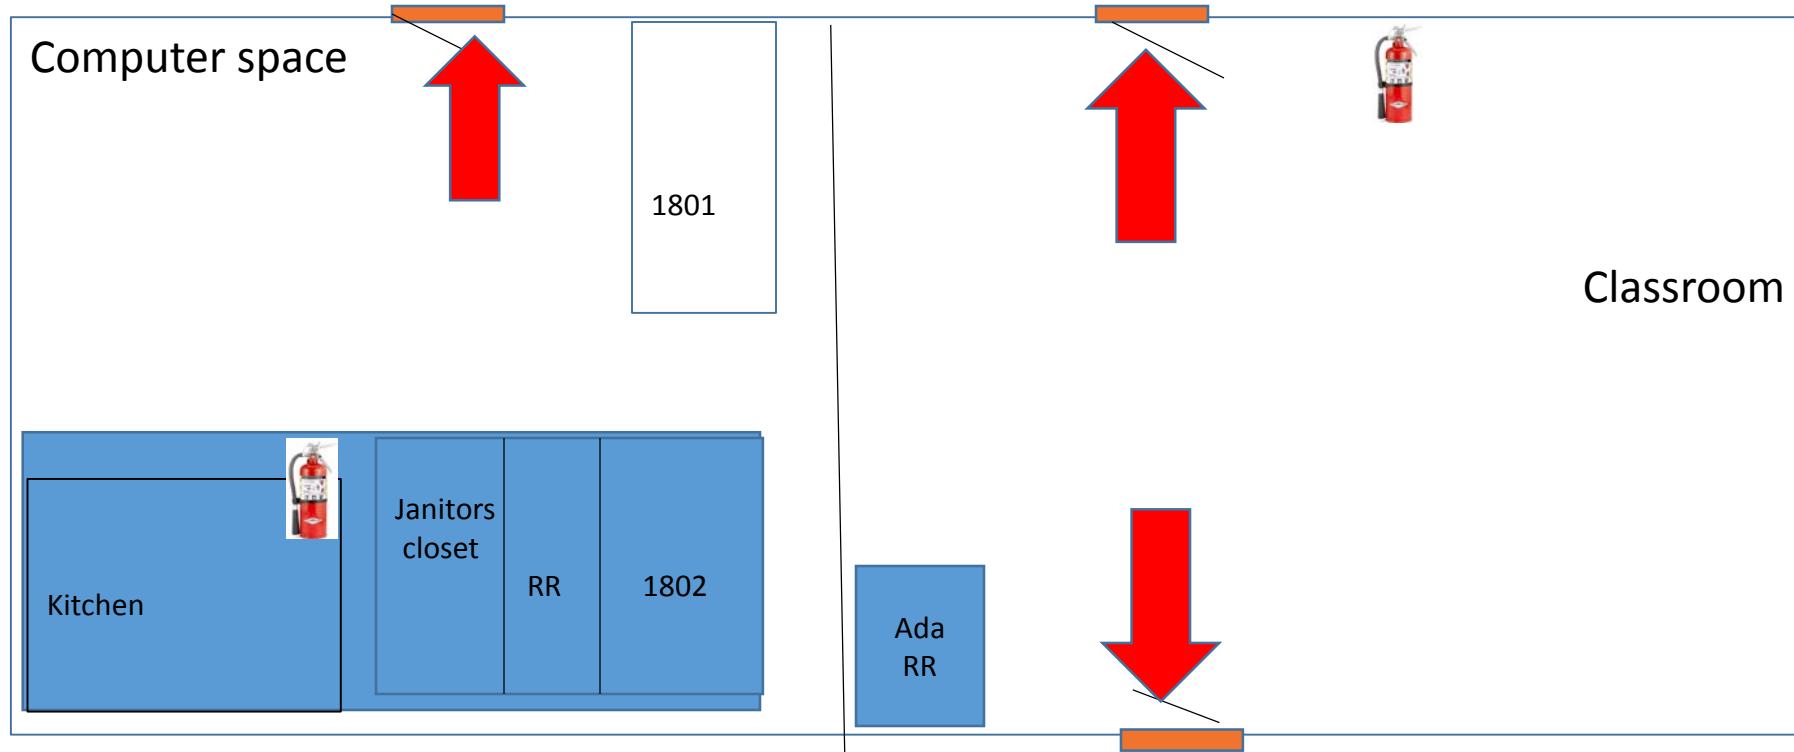 Computer space
1801
Classroom
Janitors
closet
RR
1802
Kitchen
Ada
RR